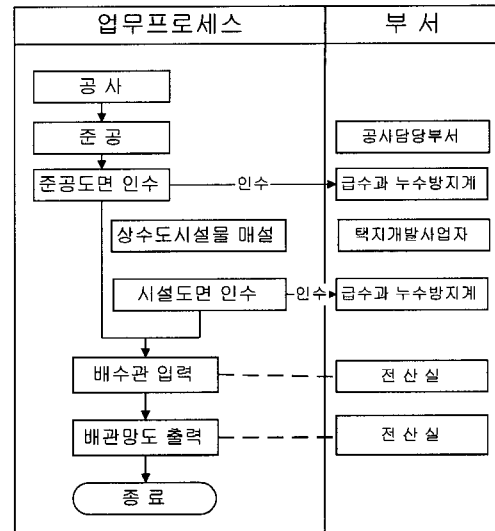 업무프로세스
부 서
공 사
준 공
공사담당부서
준공도면 인수
인수
급수과 누수방지계
상수도시설물 매설
택지개발사업자
시설도면 인수
인수
급수과 누수방지계
배수관 입력
전 산 실
배관망도 출력
전 산 실
종 료